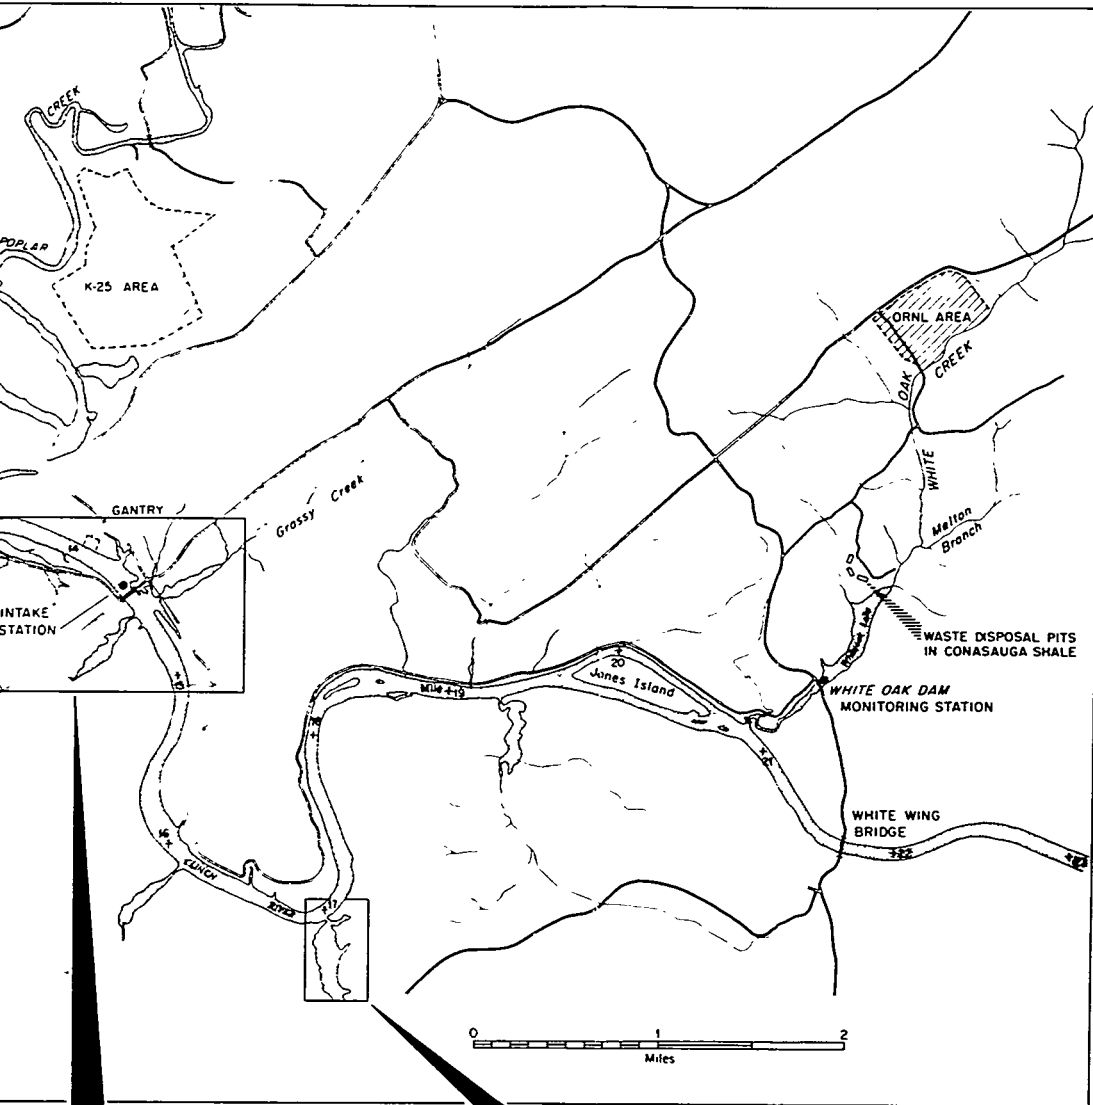 CREEK
POPLAR
K-25 AREA
ORNL AREA
CREEK
OAK
WHITE
Melton
Branch
Grassy Creek
GANTRY
14
INTAKE
STATION
WASTE DISPOSAL PITS
IN CONASAUGA SHALE
20
Jones Island
Mile 19
WHITE OAK DAM
MONITORING STATION
21
WHITE WING
BRIDGE
22
16
CLINCH
RIVER
17
0 1 2
Miles